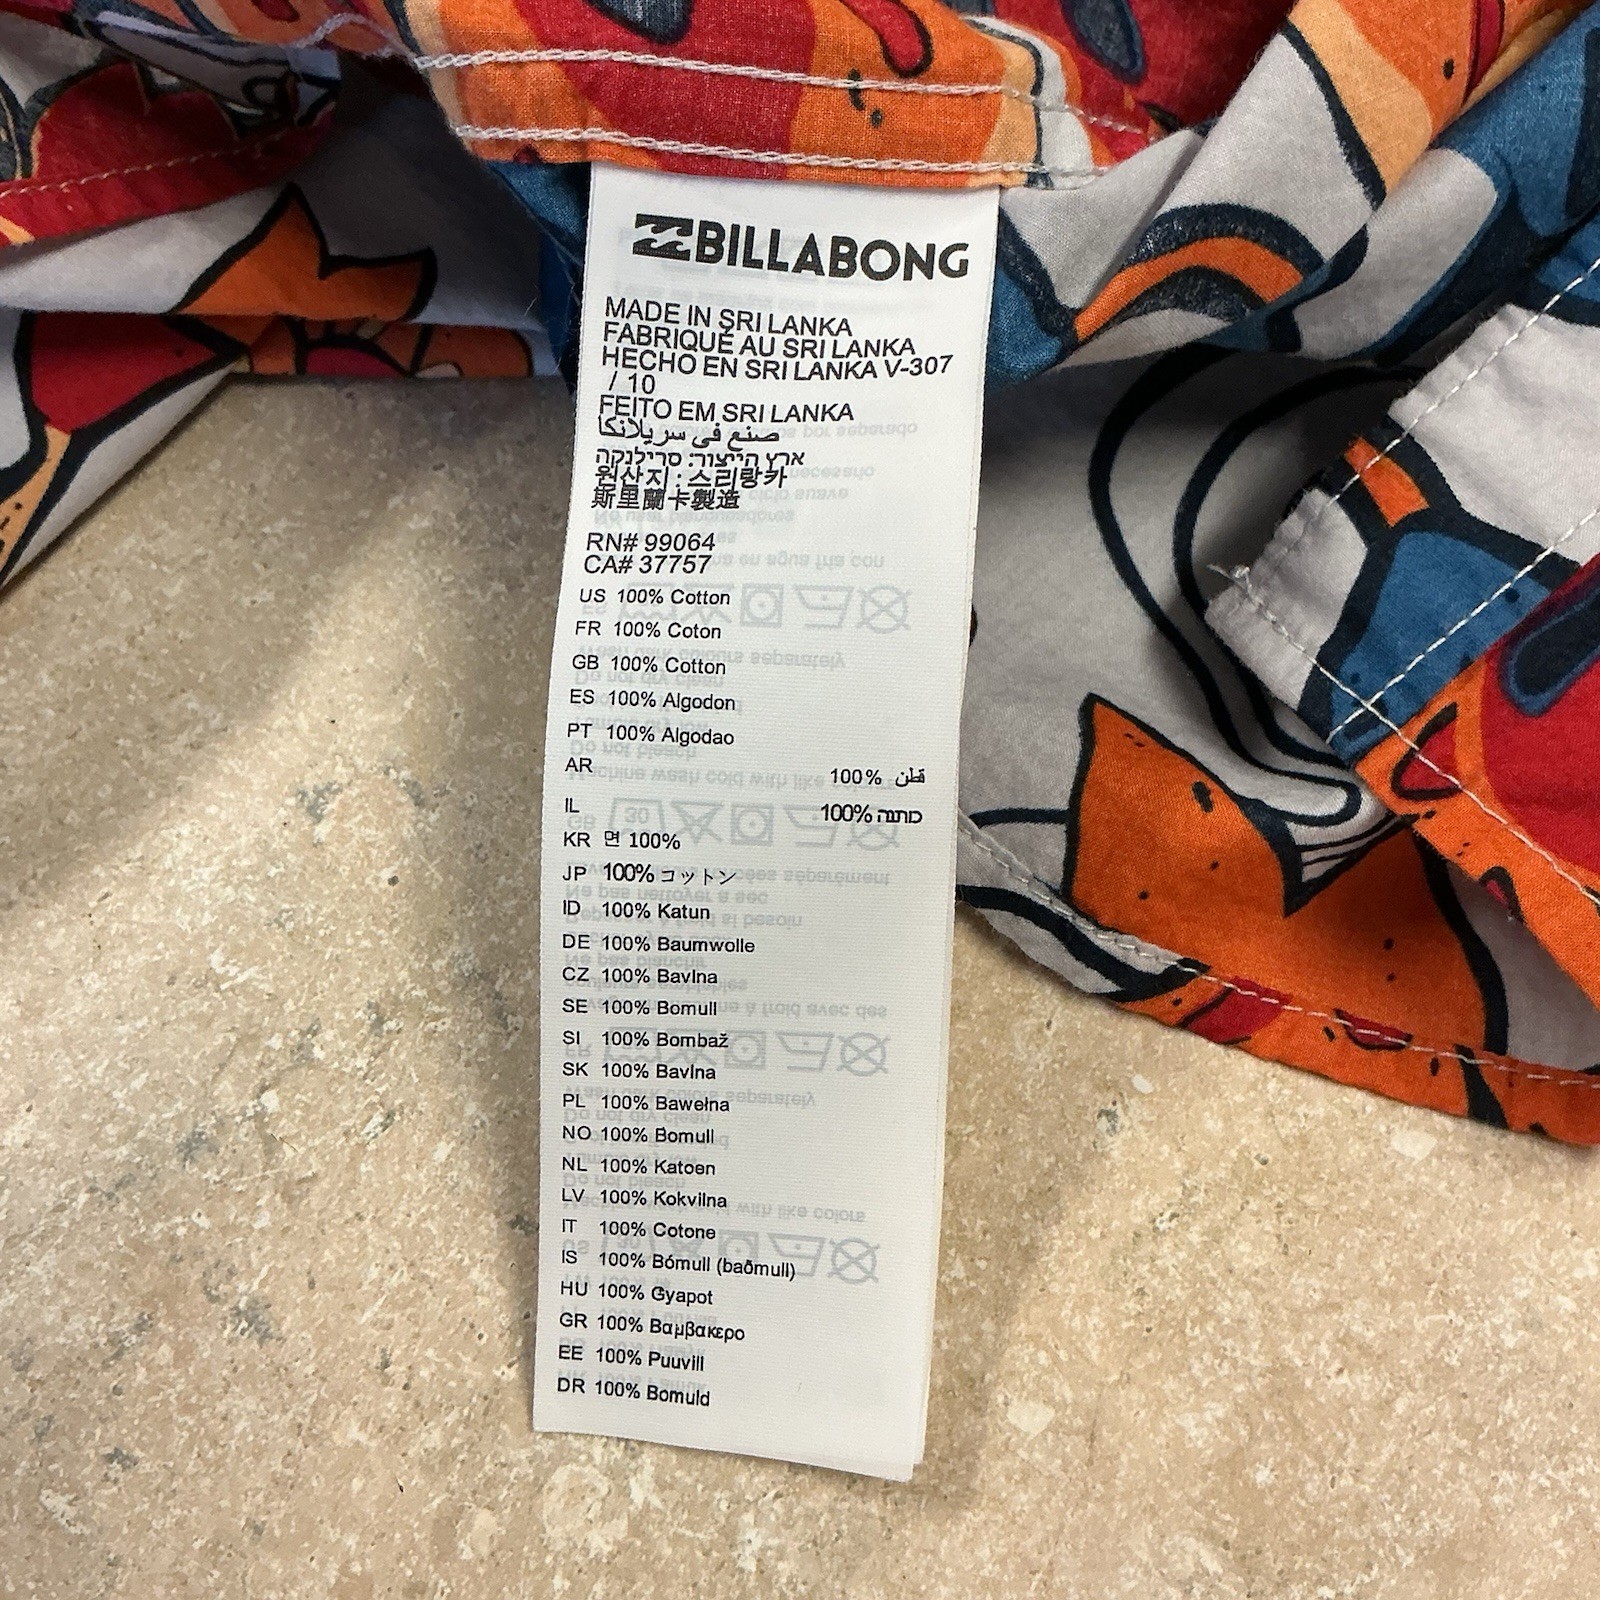 BILLABONG
MADE IN SRI LANKA
FABRIQUÉ AU SRI LANKA
HECHO EN SRI LANKA V-307
/ 10
FEITO EM SRI LANKA
صنع في سريلانكا
ארץ הייצור: סרילנקה
원산지 : 스리랑카
斯里蘭卡製造
RN# 99064
CA# 37757
US 100% Cotton
FR 100% Coton
GB 100% Cotton
ES 100% Algodon
PT 100% Algodao
AR 100% قطن
IL 100% כותנה
KR 면 100%
JP 100% コットン
ID 100% Katun
DE 100% Baumwolle
CZ 100% Bavlna
SE 100% Bomull
SI 100% Bombaž
SK 100% Bavlna
PL 100% Bawełna
NO 100% Bomull
NL 100% Katoen
LV 100% Kokvilna
IT 100% Cotone
IS 100% Bómull (baðmull)
HU 100% Gyapot
GR 100% Βαμβακερο
EE 100% Puuvill
DR 100% Bomuld